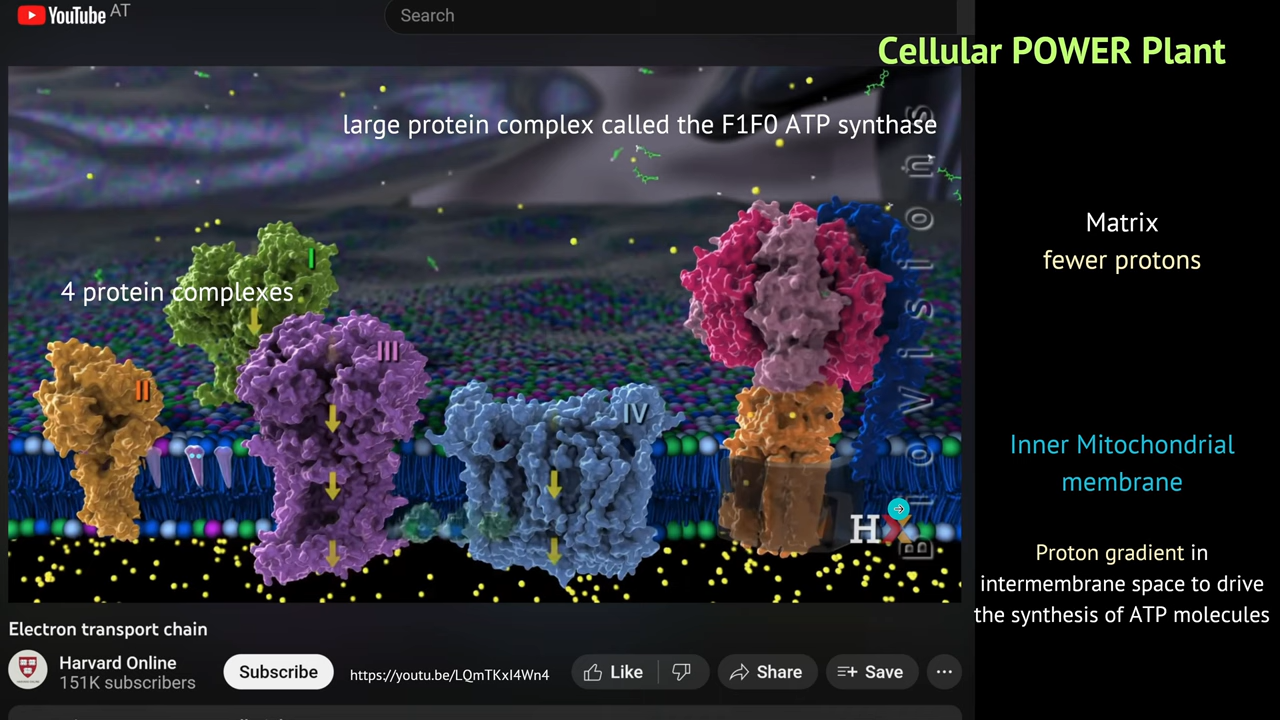 YouTube AT
Search
Cellular POWER Plant
large protein complex called the F1F0 ATP synthase
Matrix
fewer protons
I
4 protein complexes
III
II
IV
BioVisions
Inner Mitochondrial
membrane
HX
Proton gradient in
intermembrane space to drive
the synthesis of ATP molecules
Electron transport chain
Harvard Online
151K subscribers
Subscribe
https://youtu.be/LQmTKxI4Wn4
Like
Share
Save